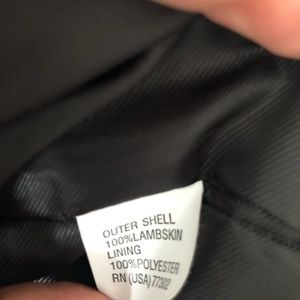 OUTER SHELL
100%LAMBSKIN
LINING
100%POLYESTER
RN (USA) 77302